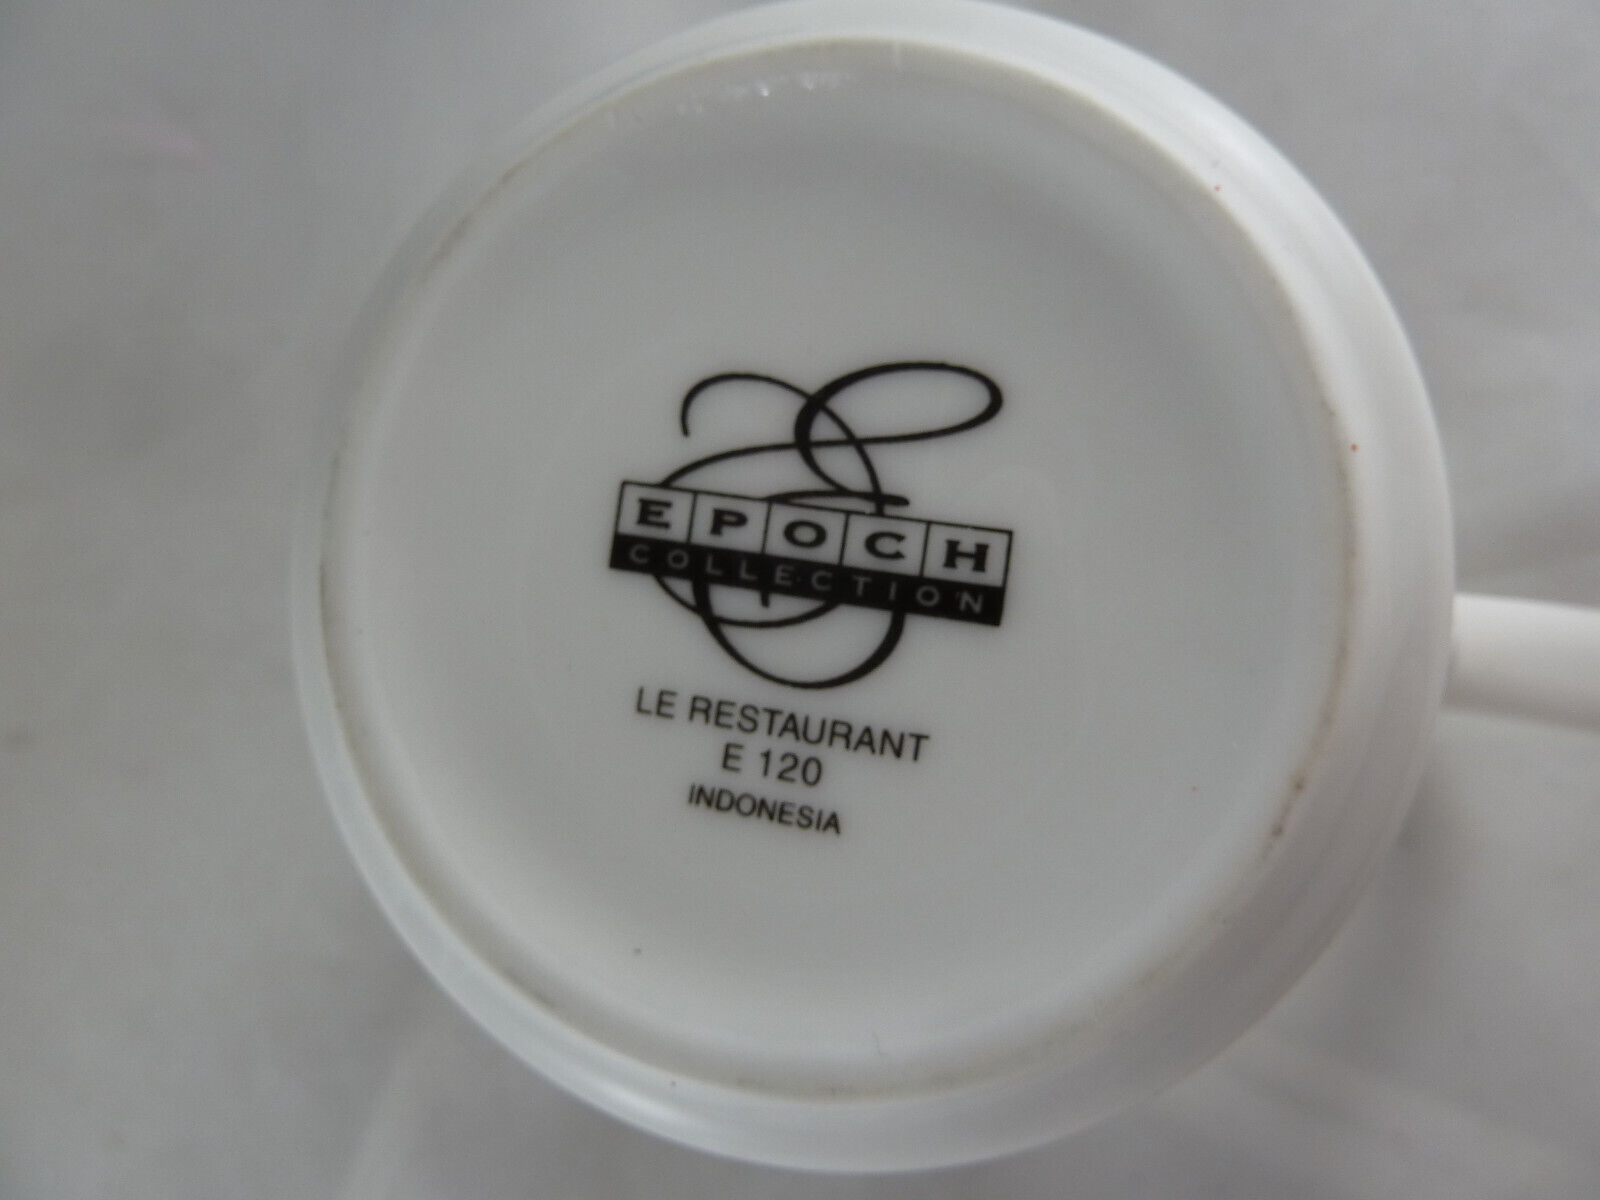 EPOCH
COLLECTION
LE RESTAURANT
E 120
INDONESIA